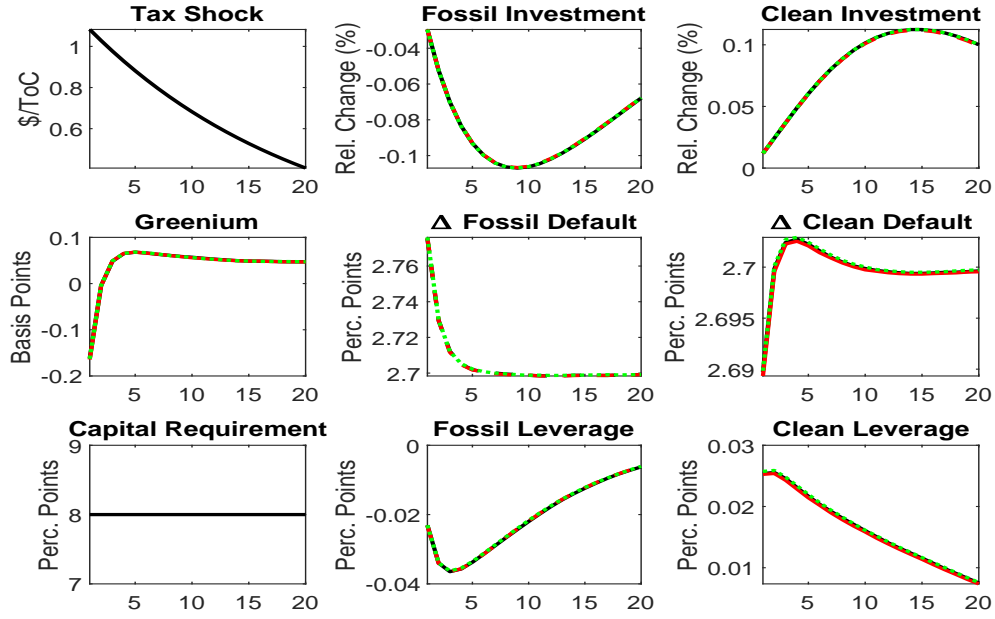 Tax Shock
$/ToC
1
0.8
0.6
5 10 15 20
Fossil Investment
Rel. Change (%)
-0.04
-0.06
-0.08
-0.1
5 10 15 20
Clean Investment
Rel. Change (%)
0.1
0.05
0
5 10 15 20
Greenium
Basis Points
0.1
0
-0.1
-0.2
5 10 15 20
Δ Fossil Default
Perc. Points
2.76
2.74
2.72
2.7
5 10 15 20
Δ Clean Default
Perc. Points
2.7
2.695
2.69
5 10 15 20
Capital Requirement
Perc. Points
9
8
7
5 10 15 20
Fossil Leverage
Perc. Points
0
-0.02
-0.04
5 10 15 20
Clean Leverage
Perc. Points
0.03
0.02
0.01
5 10 15 20